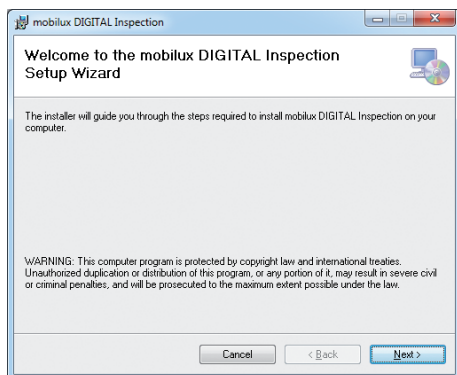 mobilux DIGITAL Inspection
Welcome to the mobilux DIGITAL Inspection
Setup Wizard
The installer will guide you through the steps required to install mobilux DIGITAL Inspection on your
computer.
WARNING: This computer program is protected by copyright law and international treaties.
Unauthorized duplication or distribution of this program, or any portion of it, may result in severe civil
or criminal penalties, and will be prosecuted to the maximum extent possible under the law.
Cancel
< Back
Next >